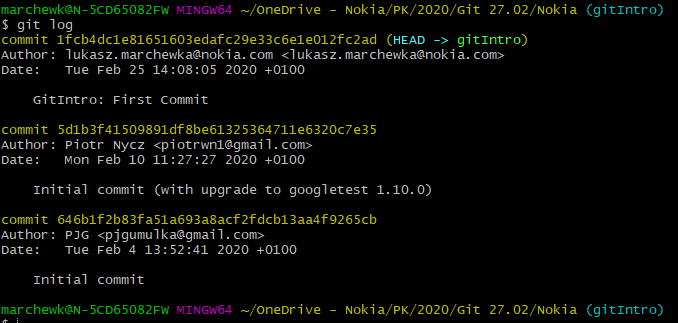 marchewk@N-5CD65082FW MINGW64 ~/OneDrive - Nokia/PK/2020/Git 27.02/Nokia (gitIntro)
$ git log
commit 1fcb4dc1e81651603edafc29e33c6e1e012fc2ad (HEAD -> gitIntro)
Author: lukasz.marchewka@nokia.com <lukasz.marchewka@nokia.com>
Date:   Tue Feb 25 14:08:05 2020 +0100
    GitIntro: First Commit
commit 5d1b3f41509891df8be61325364711e6320c7e35
Author: Piotr Nycz <piotrwn1@gmail.com>
Date:   Mon Feb 10 11:27:27 2020 +0100
    Initial commit (with upgrade to googletest 1.10.0)
commit 646b1f2b83fa51a693a8acf2fdcb13aa4f9265cb
Author: PJG <pjgumulka@gmail.com>
Date:   Tue Feb 4 13:52:41 2020 +0100
    Initial commit
marchewk@N-5CD65082FW MINGW64 ~/OneDrive - Nokia/PK/2020/Git 27.02/Nokia (gitIntro)
$